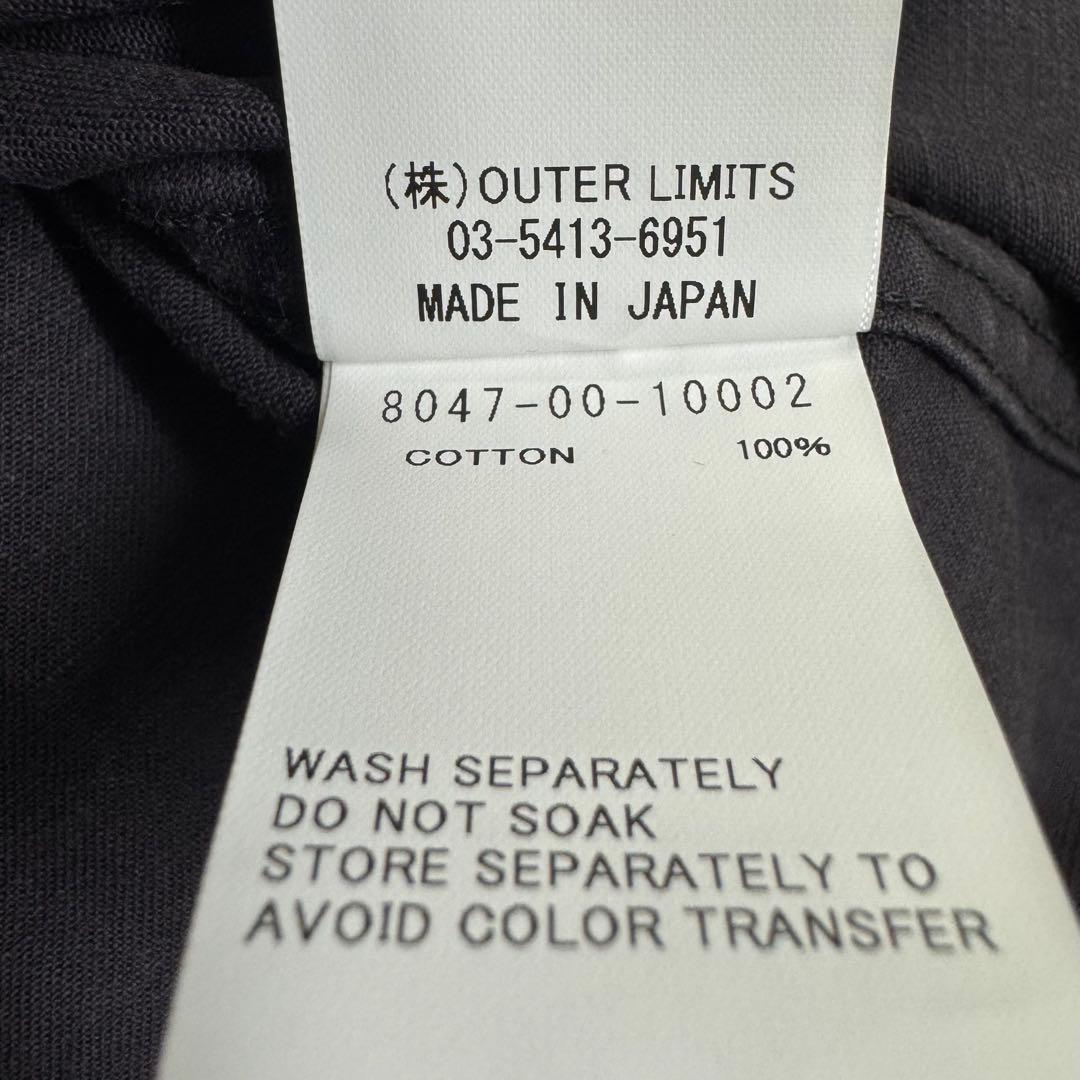 (株)OUTER LIMITS
03-5413-6951
MADE IN JAPAN
8047-00-10002
COTTON 100%
WASH SEPARATELY
DO NOT SOAK
STORE SEPARATELY TO
AVOID COLOR TRANSFER